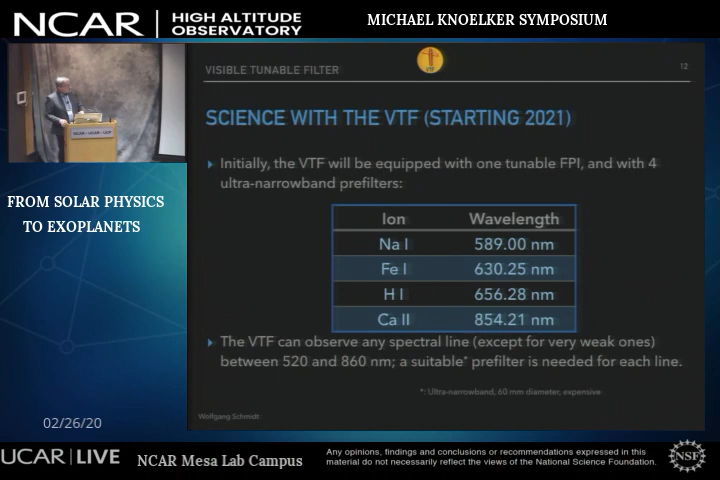 NCAR
HIGH ALTITUDE
OBSERVATORY
MICHAEL KNOELKER SYMPOSIUM
VISIBLE TUNABLE FILTER
VTF
12
SCIENCE WITH THE VTF (STARTING 2021)
Initially, the VTF will be equipped with one tunable FPI, and with 4
ultra-narrowband prefilters:
Ion Wavelength
Na I 589.00 nm
Fe I 630.25 nm
H I 656.28 nm
Ca II 854.21 nm
The VTF can observe any spectral line (except for very weak ones)
between 520 and 860 nm; a suitable* prefilter is needed for each line.
*: Ultra-narrowband, 60 mm diameter, expensive
Wolfgang Schmidt
FROM SOLAR PHYSICS
TO EXOPLANETS
02/26/20
UCAR | LIVE
NCAR Mesa Lab Campus
Any opinions, findings and conclusions or recommendations expressed in this
material do not necessarily reflect the views of the National Science Foundation.
NSF